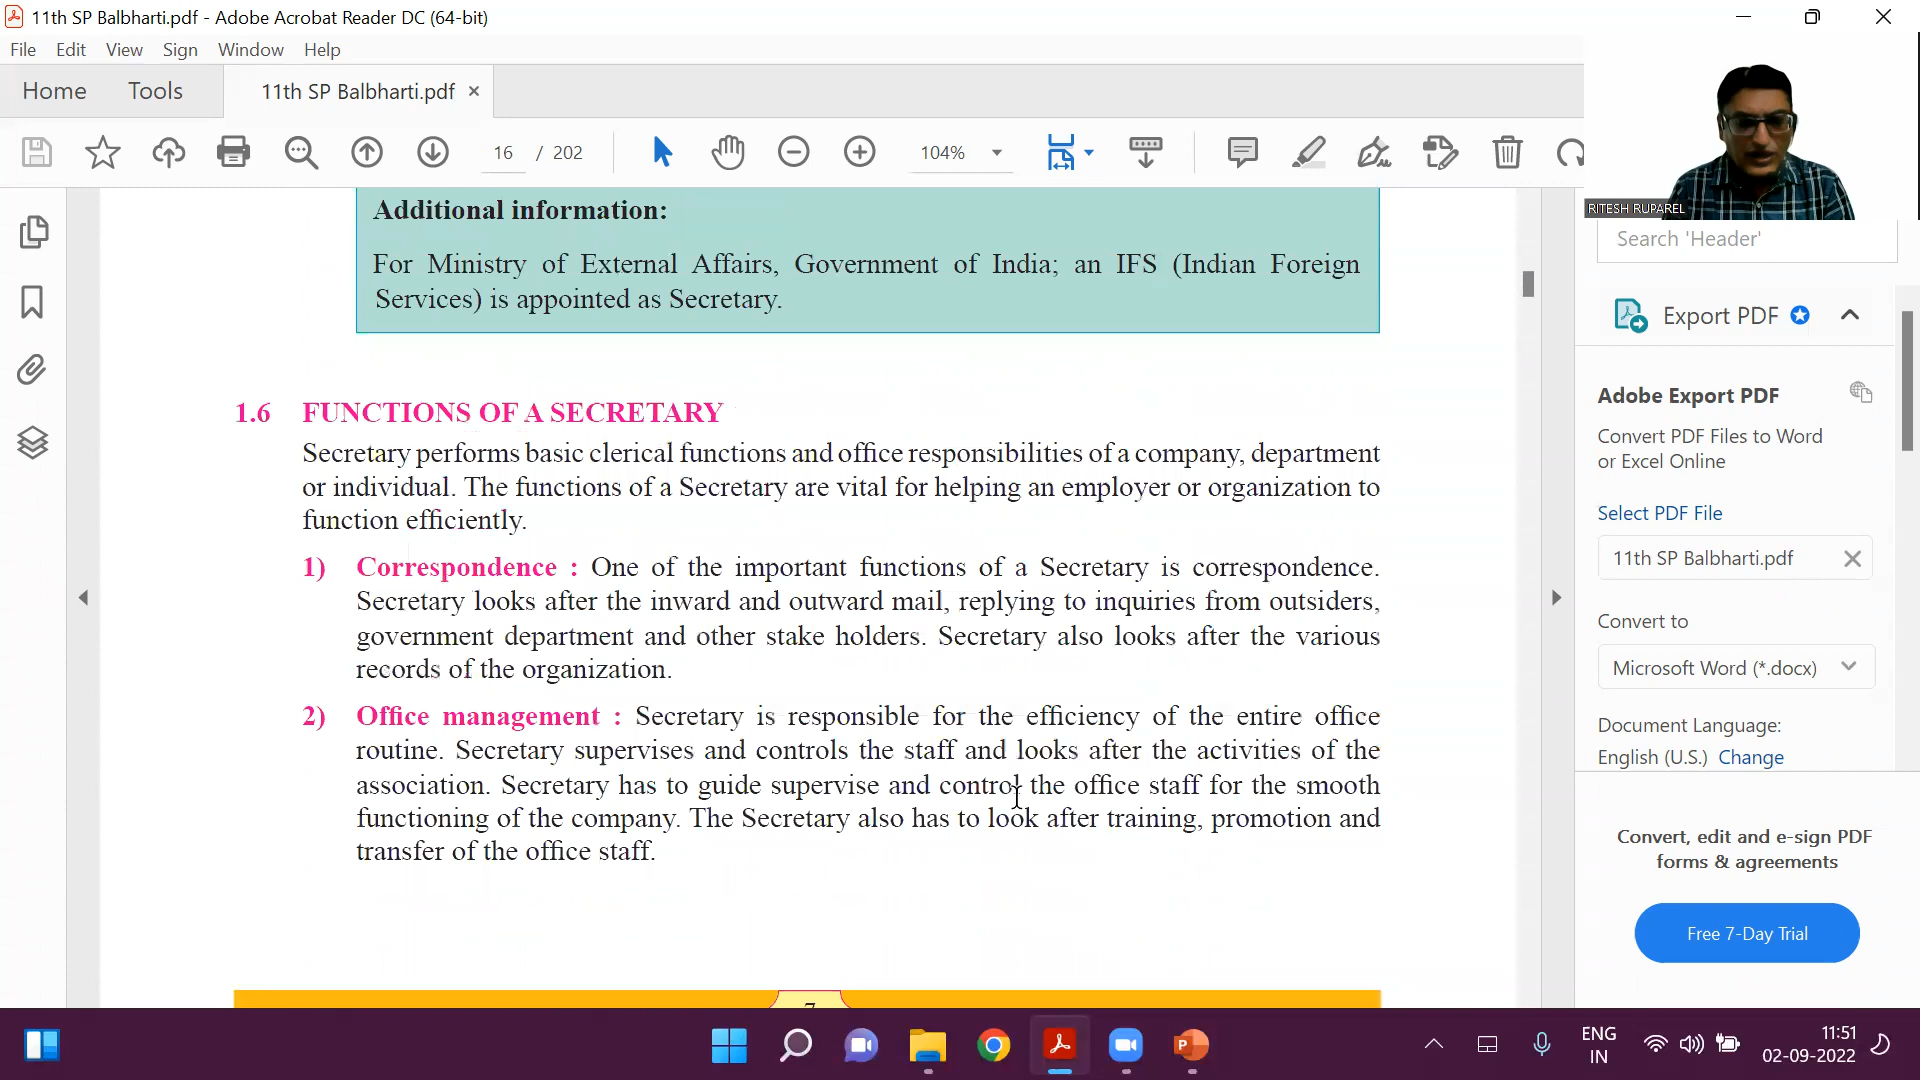 11th SP Balbharti.pdf - Adobe Acrobat Reader DC (64-bit)
File Edit View Sign Window Help
Home Tools 11th SP Balbharti.pdf ×
16 / 202 104%
RITESH RUPAREL
Search 'Header'
Export PDF
Adobe Export PDF
Convert PDF Files to Word
or Excel Online
Select PDF File
11th SP Balbharti.pdf
Convert to
Microsoft Word (*.docx)
Document Language:
English (U.S.) Change
Convert, edit and e-sign PDF
forms & agreements
Free 7-Day Trial
Additional information:
For Ministry of External Affairs, Government of India; an IFS (Indian Foreign
Services) is appointed as Secretary.
1.6 FUNCTIONS OF A SECRETARY
Secretary performs basic clerical functions and office responsibilities of a company, department
or individual. The functions of a Secretary are vital for helping an employer or organization to
function efficiently.
1) Correspondence : One of the important functions of a Secretary is correspondence.
Secretary looks after the inward and outward mail, replying to inquiries from outsiders,
government department and other stake holders. Secretary also looks after the various
records of the organization.
2) Office management : Secretary is responsible for the efficiency of the entire office
routine. Secretary supervises and controls the staff and looks after the activities of the
association. Secretary has to guide supervise and control the office staff for the smooth
functioning of the company. The Secretary also has to look after training, promotion and
transfer of the office staff.
ENG
IN
11:51
02-09-2022